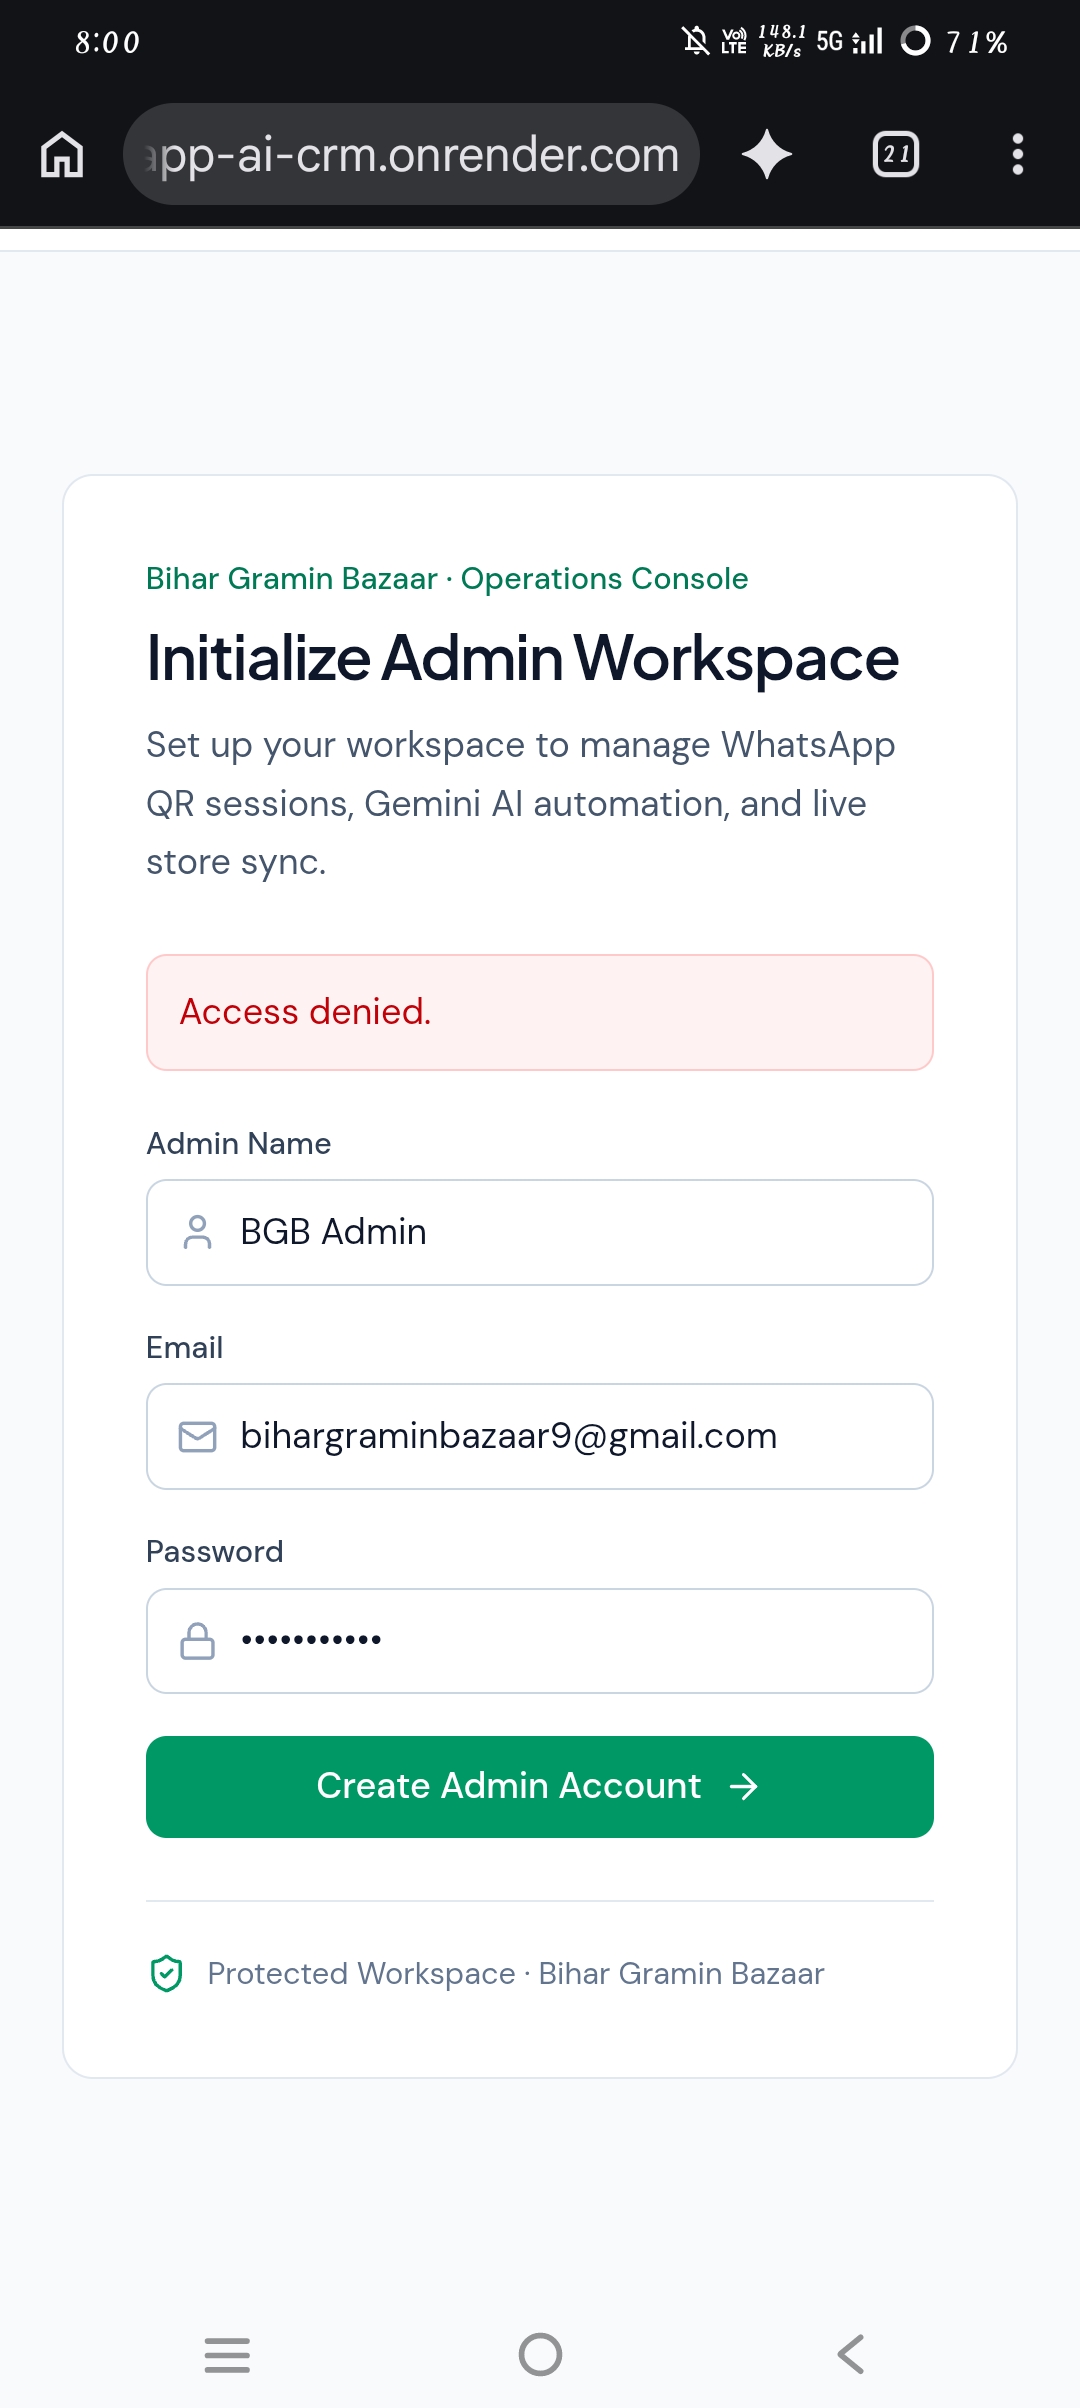 8:00
Vo)) LTE 148.1 KB/s 5G 71%
app-ai-crm.onrender.com
21
Bihar Gramin Bazaar · Operations Console
Initialize Admin Workspace
Set up your workspace to manage WhatsApp
QR sessions, Gemini AI automation, and live
store sync.
Access denied.
Admin Name
BGB Admin
Email
bihargraminbazaar9@gmail.com
Password
•••••••••••
Create Admin Account →
Protected Workspace · Bihar Gramin Bazaar